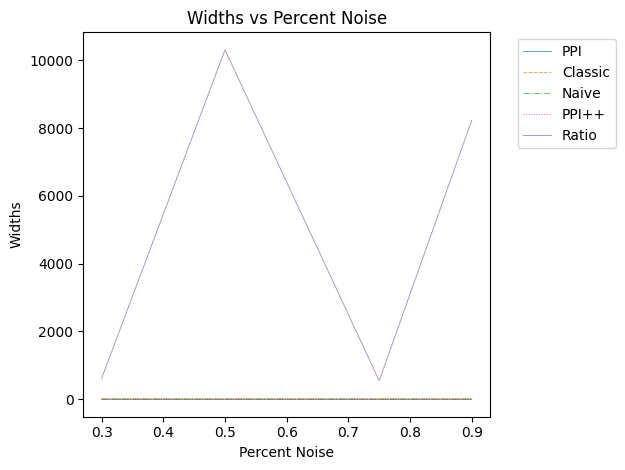 Widths vs Percent Noise
PPI
Classic
Naive
PPI++
Ratio
Widths
10000
8000
6000
4000
2000
0
0.3 0.4 0.5 0.6 0.7 0.8 0.9
Percent Noise